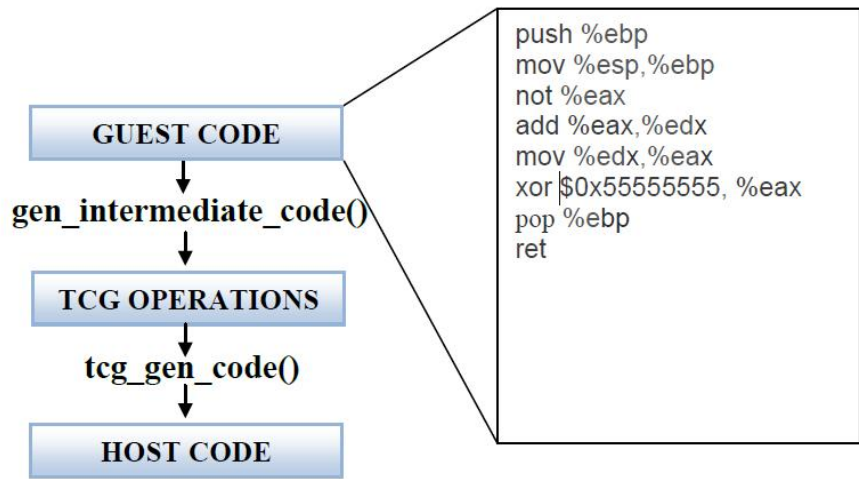 GUEST CODE
gen_intermediate_code()
TCG OPERATIONS
tcg_gen_code()
HOST CODE
push %ebp
mov %esp,%ebp
not %eax
add %eax,%edx
mov %edx,%eax
xor $0x55555555, %eax
pop %ebp
ret